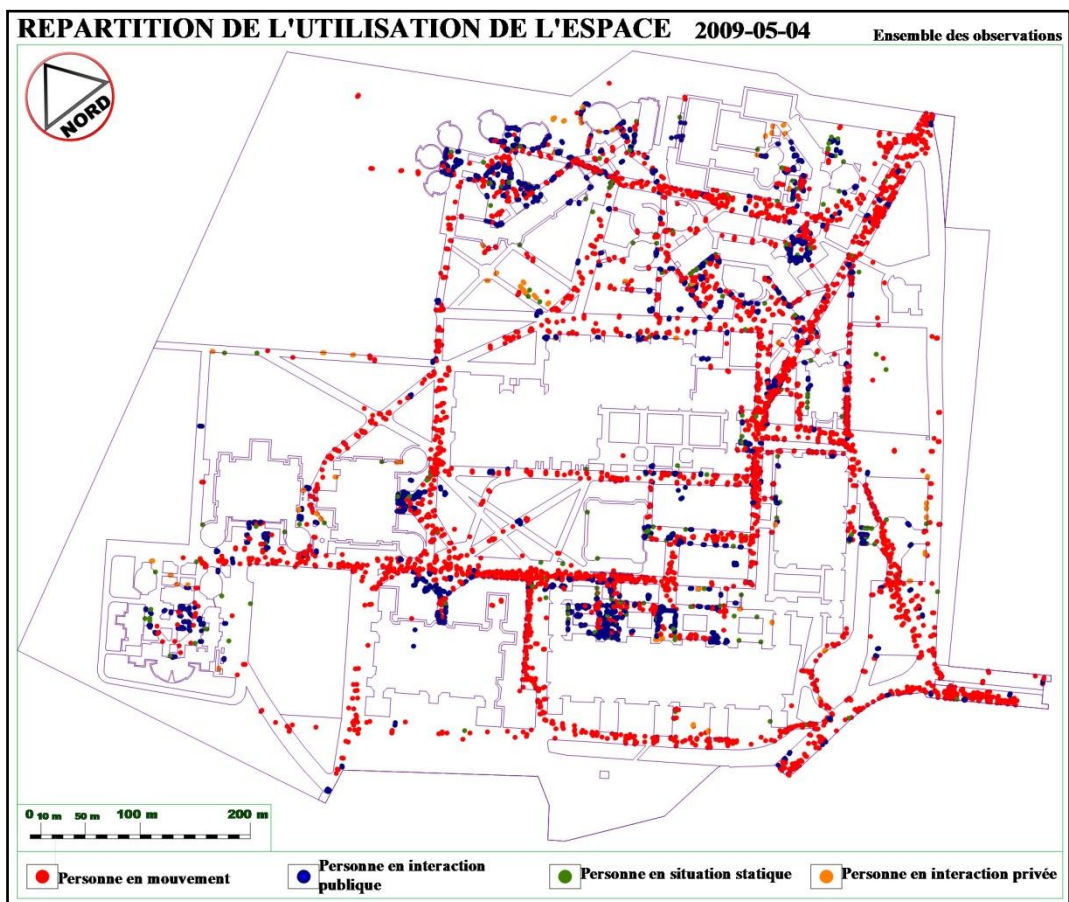 REPARTITION DE L'UTILISATION DE L'ESPACE 2009-05-04 Ensemble des observations
NORD
0 10 m 50 m 100 m 200 m
Personne en mouvement
Personne en interaction
publique
Personne en situation statique
Personne en interaction privée